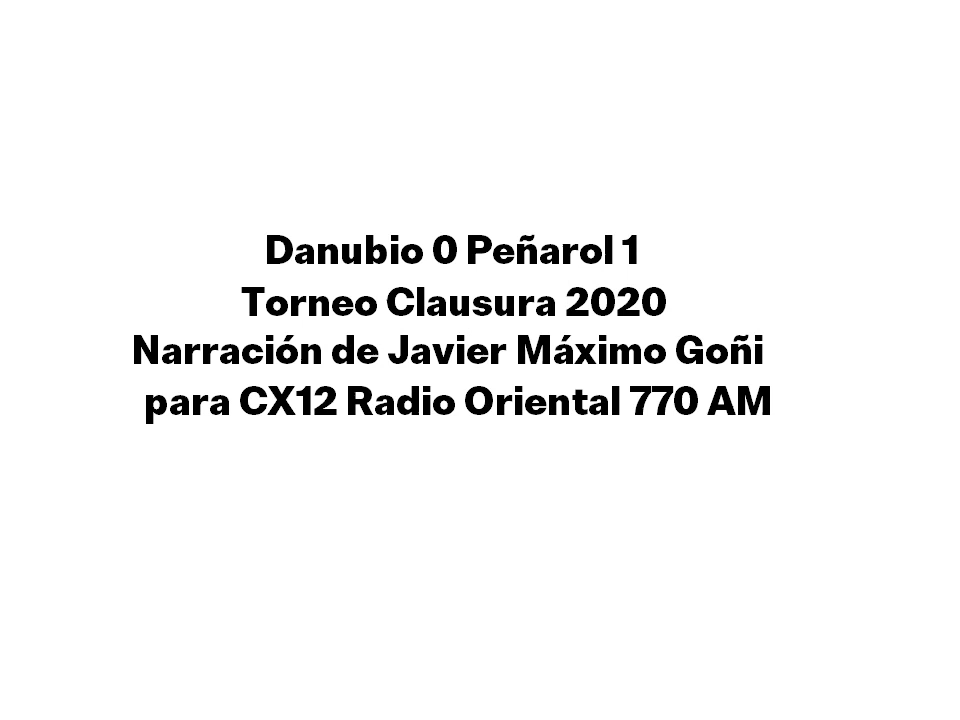 Danubio 0 Peñarol 1
Torneo Clausura 2020
Narración de Javier Máximo Goñi
para CX12 Radio Oriental 770 AM